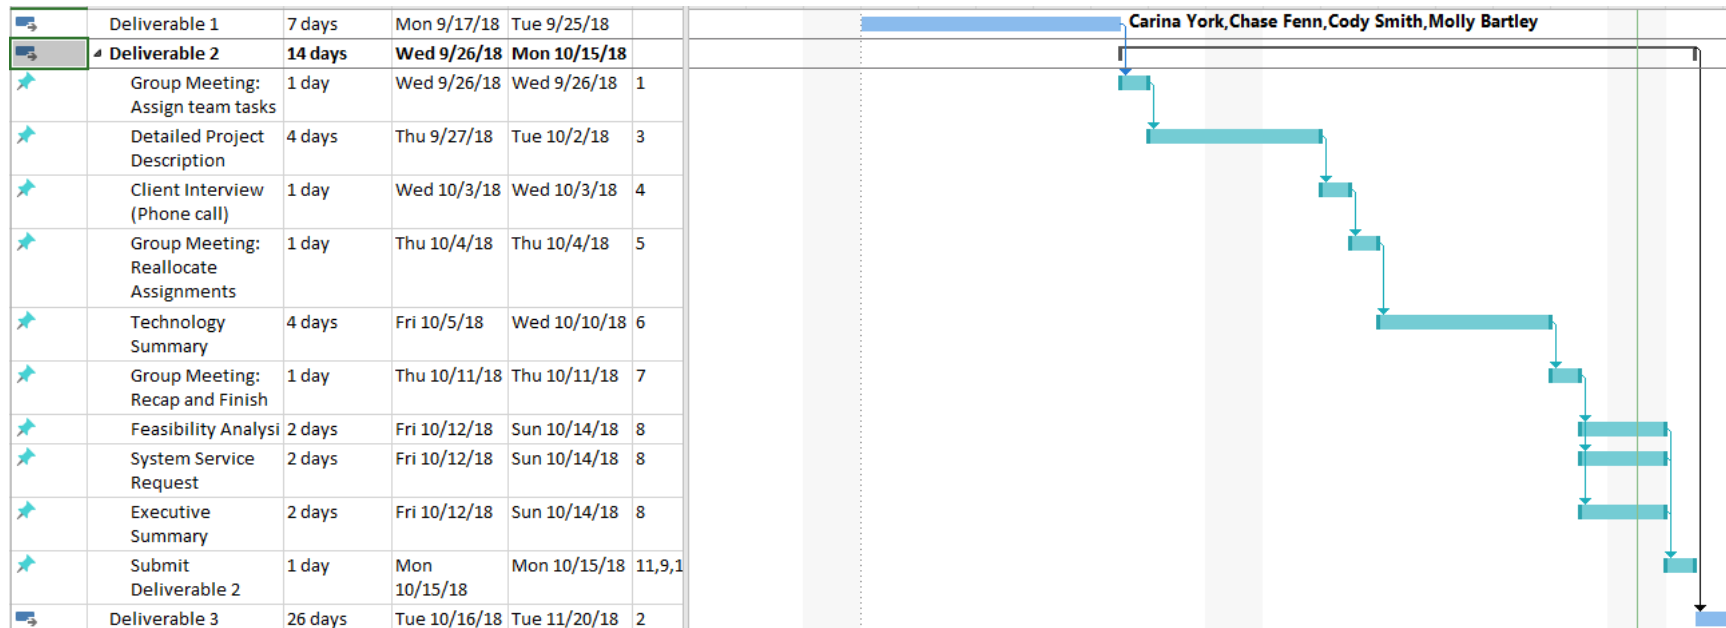 Deliverable 1 7 days Mon 9/17/18 Tue 9/25/18 Carina York,Chase Fenn,Cody Smith,Molly Bartley
Deliverable 2 14 days Wed 9/26/18 Mon 10/15/18
Group Meeting: 1 day Wed 9/26/18 Wed 9/26/18 1
Assign team tasks
Detailed Project 4 days Thu 9/27/18 Tue 10/2/18 3
Description
Client Interview 1 day Wed 10/3/18 Wed 10/3/18 4
(Phone call)
Group Meeting: 1 day Thu 10/4/18 Thu 10/4/18 5
Reallocate
Assignments
Technology 4 days Fri 10/5/18 Wed 10/10/18 6
Summary
Group Meeting: 1 day Thu 10/11/18 Thu 10/11/18 7
Recap and Finish
Feasibility Analysi 2 days Fri 10/12/18 Sun 10/14/18 8
System Service 2 days Fri 10/12/18 Sun 10/14/18 8
Request
Executive 2 days Fri 10/12/18 Sun 10/14/18 8
Summary
Submit 1 day Mon Mon 10/15/18 11,9,1
Deliverable 2 10/15/18
Deliverable 3 26 days Tue 10/16/18 Tue 11/20/18 2